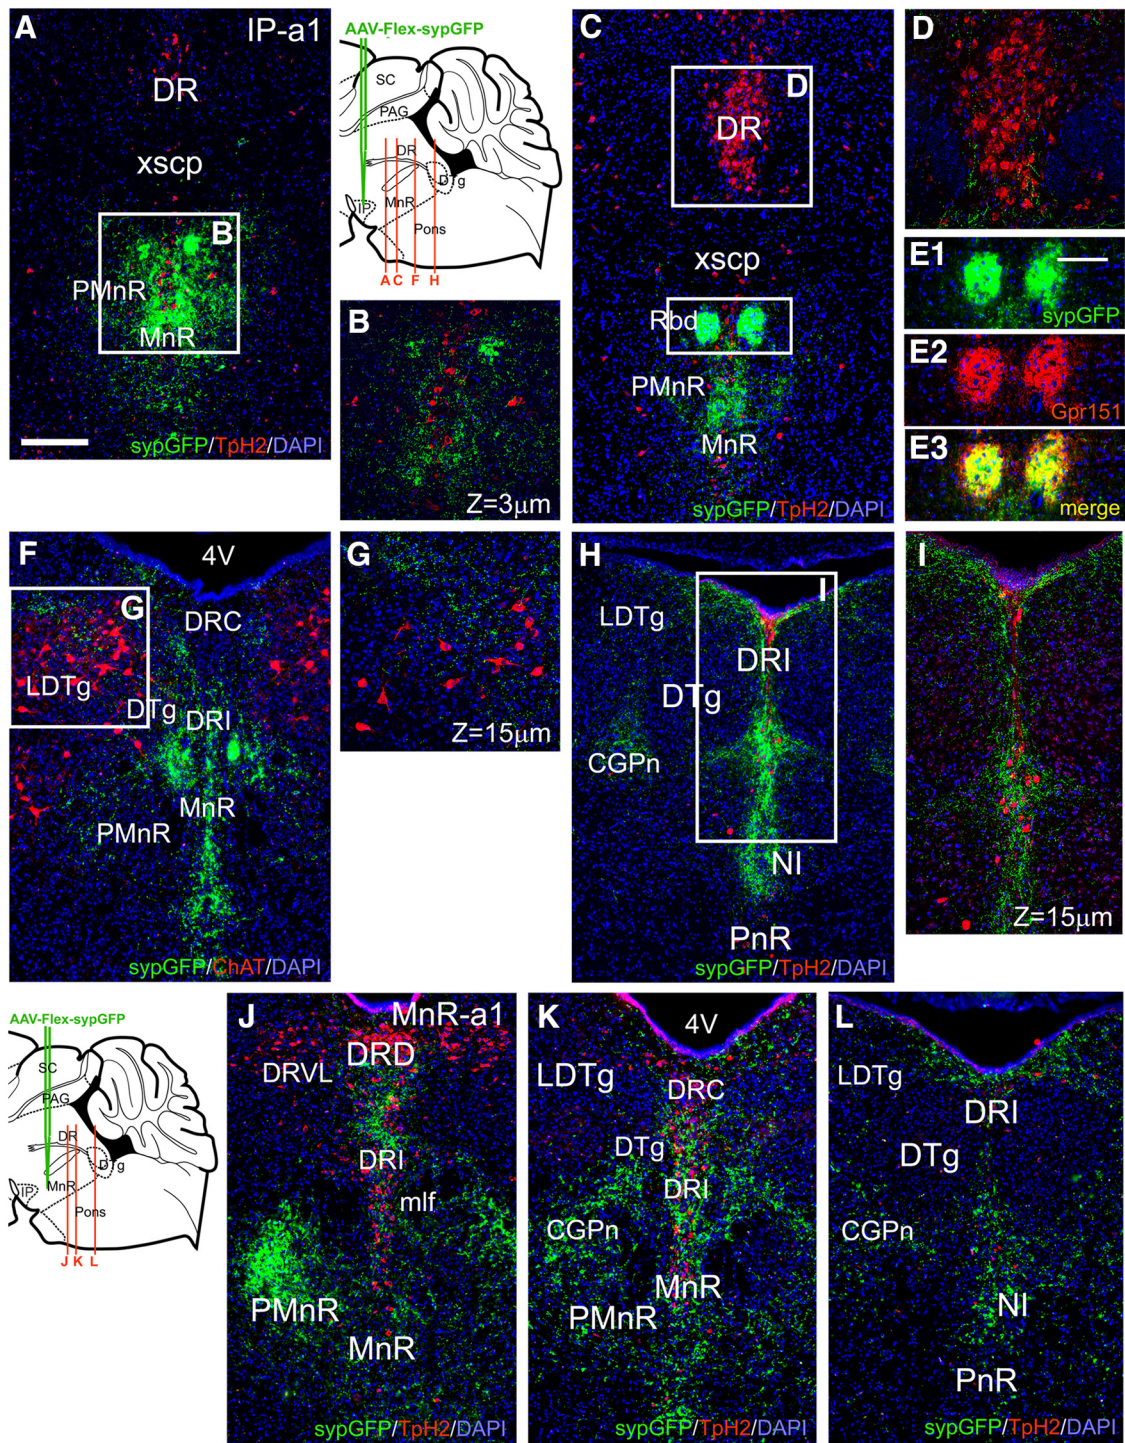 A
IP-a1
DR
xscp
B
PMnR
MnR
sypGFP/TpH2/DAPI
AAV-Flex-sypGFP
SC
PAG
DR
DTg
IP
MnR
Pons
A C F H
B
Z=3μm
C
D
DR
xscp
Rbd
PMnR
MnR
sypGFP/TpH2/DAPI
D
E1
sypGFP
E2
Gpr151
E3
merge
F
4V
G
DRC
LDTg
DTg
DRI
MnR
PMnR
sypGFP/ChAT/DAPI
G
Z=15μm
H
I
LDTg
DRI
DTg
CGPn
NI
PnR
sypGFP/TpH2/DAPI
I
Z=15μm
AAV-Flex-sypGFP
SC
PAG
DR
DTg
IP
MnR
Pons
J K L
J
MnR-a1
DRD
DRVL
DRI
mlf
PMnR
MnR
sypGFP/TpH2/DAPI
K
4V
LDTg
DRC
DTg
DRI
CGPn
MnR
PMnR
sypGFP/TpH2/DAPI
L
LDTg
DRI
DTg
CGPn
NI
PnR
sypGFP/TpH2/DAPI